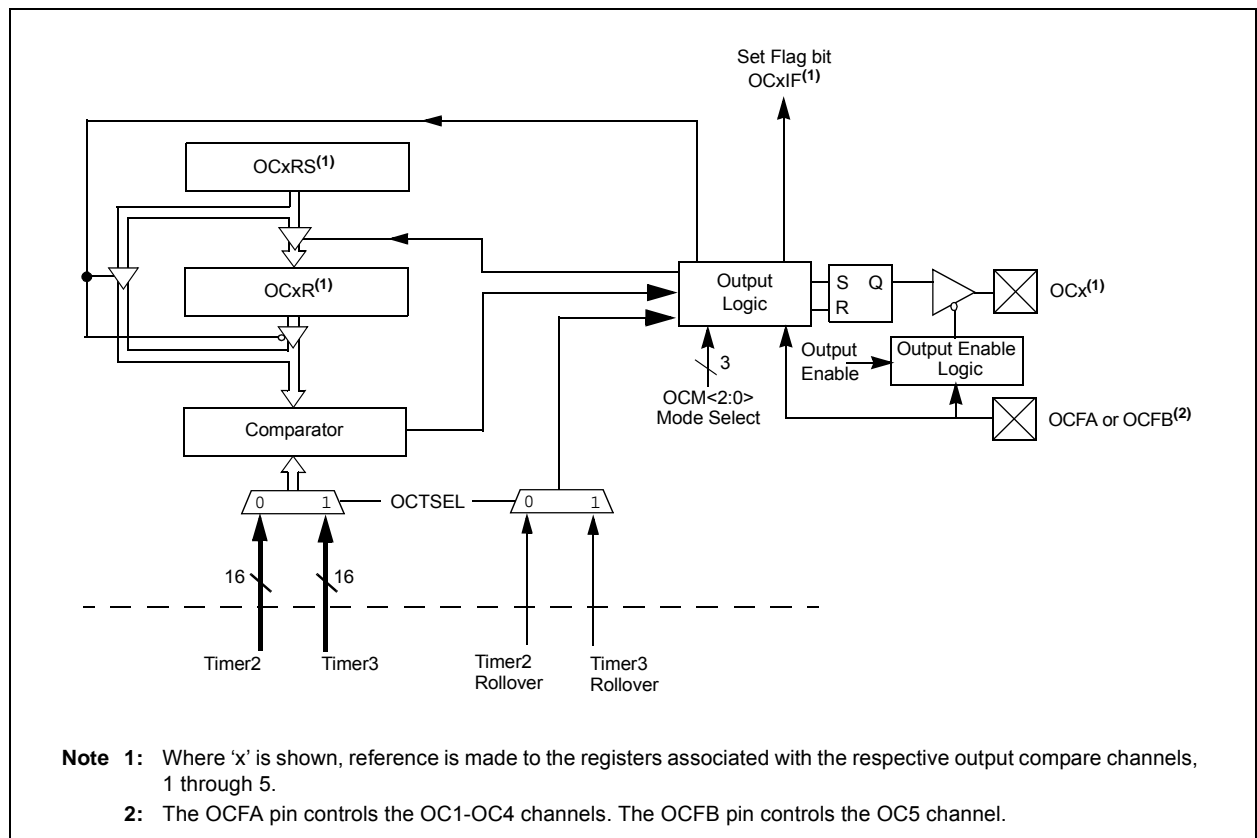 Set Flag bit
OCxIF(1)
OCxRS(1)
OCxR(1)
Output
Logic
S Q
R
OCx(1)
Output
Enable
Output Enable
Logic
3
OCM<2:0>
Mode Select
OCFA or OCFB(2)
Comparator
0 1
OCTSEL
0 1
16
16
Timer2
Timer3
Timer2
Rollover
Timer3
Rollover
Note 1: Where ‘x’ is shown, reference is made to the registers associated with the respective output compare channels,
1 through 5.
2: The OCFA pin controls the OC1-OC4 channels. The OCFB pin controls the OC5 channel.